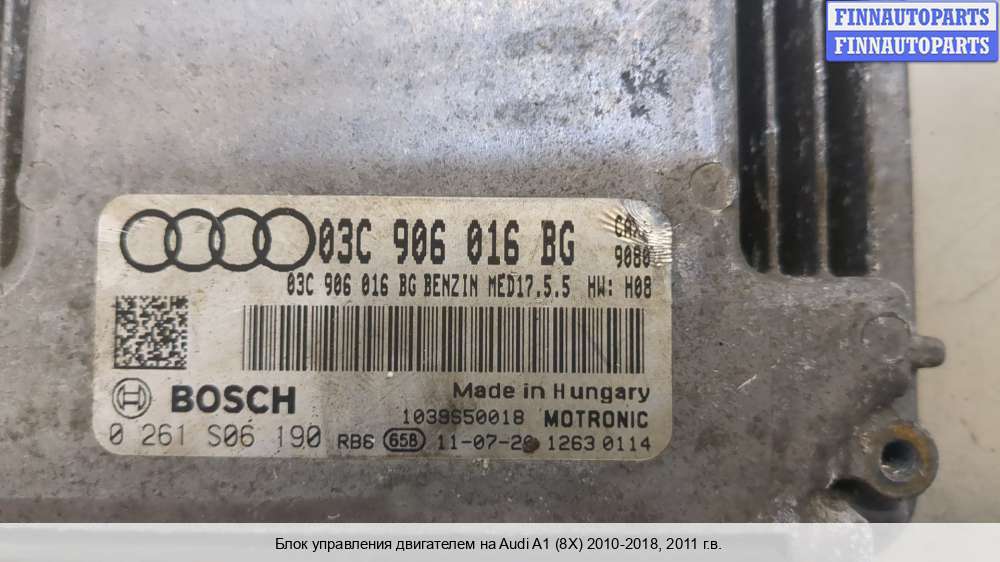 FINNAUTOPARTS
FINNAUTOPARTS
03C 906 016 BG
9080
03C 906 016 BG BENZIN MED17.5.5 HW: H08
BOSCH
Made in Hungary
1039S50018 MOTRONIC
0 261 S06 190 RB6 658 11-07-26 1263 0114
Блок управления двигателем на Audi A1 (8X) 2010-2018, 2011 г.в.